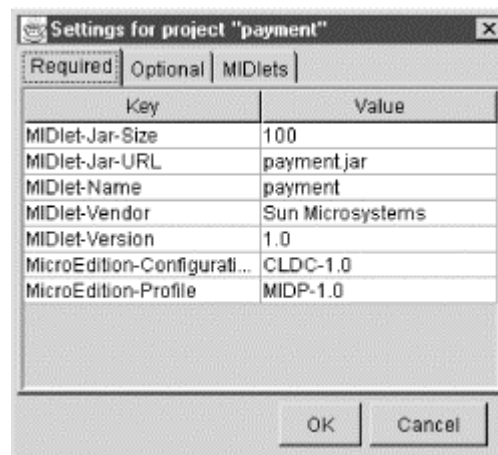 Settings for project "payment"
Required Optional MIDlets
Key Value
MIDlet-Jar-Size 100
MIDlet-Jar-URL payment.jar
MIDlet-Name payment
MIDlet-Vendor Sun Microsystems
MIDlet-Version 1.0
MicroEdition-Configurati... CLDC-1.0
MicroEdition-Profile MIDP-1.0
OK Cancel